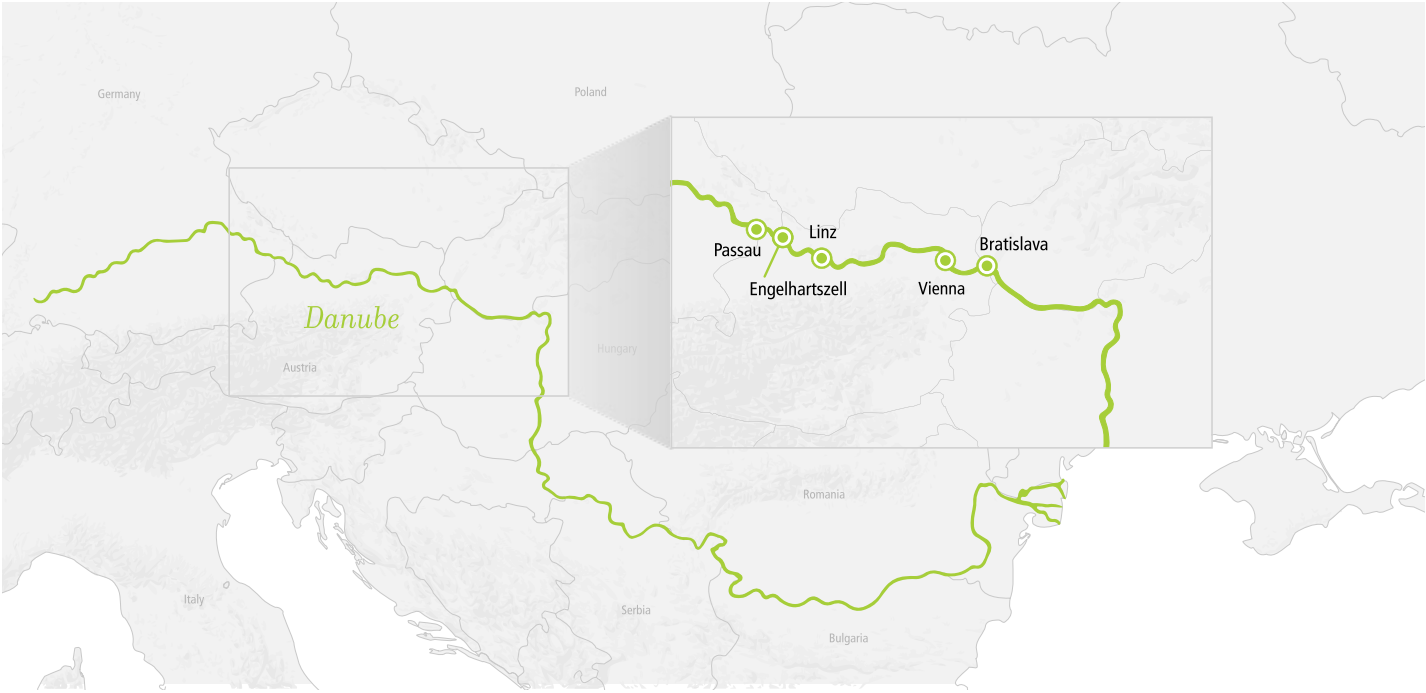 Germany
Poland
Linz
Bratislava
Passau
Engelhartszell
Vienna
Danube
Hungary
Austria
Romania
Italy
Serbia
Bulgaria